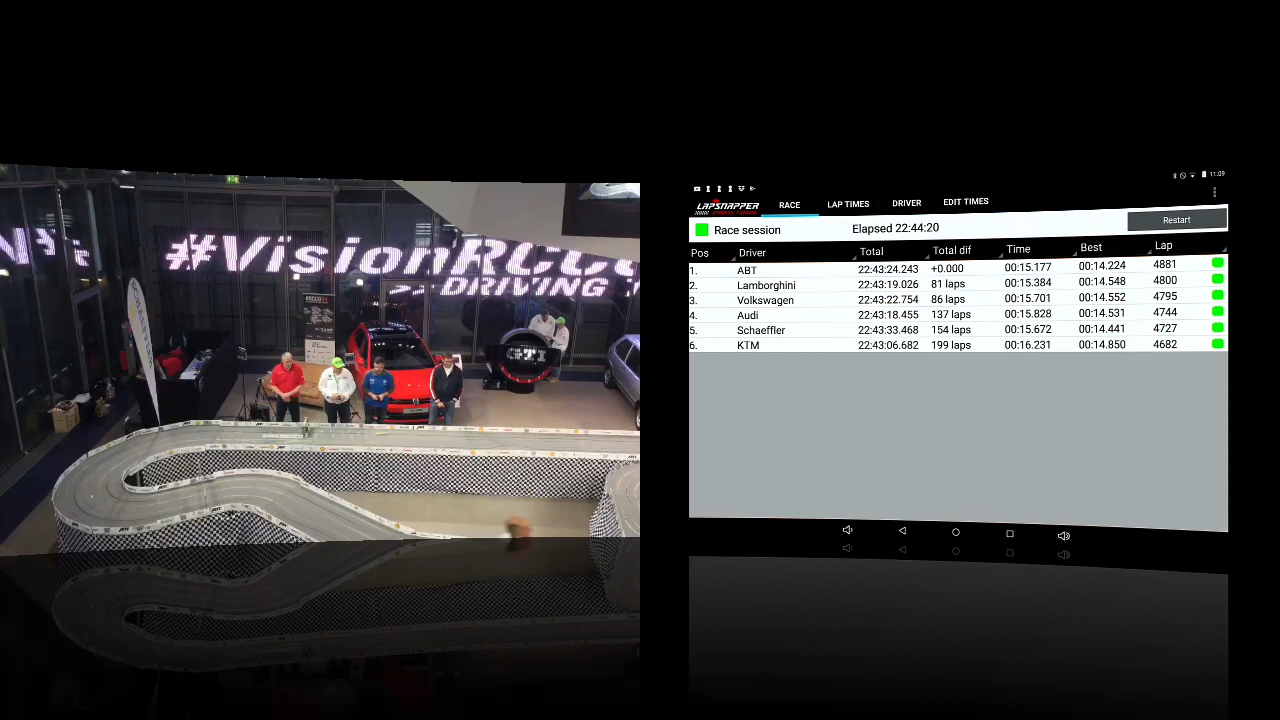 #VisionRCCO
>> DRIVING
GTI
11:09
LAPSNAPPER
RACE
LAP TIMES
DRIVER
EDIT TIMES
Race session
Elapsed 22:44:20
Restart
Pos Driver Total Total dif Time Best Lap
1. ABT 22:43:24.243 +0.000 00:15.177 00:14.224 4881
2. Lamborghini 22:43:19.026 81 laps 00:15.384 00:14.548 4800
3. Volkswagen 22:43:22.754 86 laps 00:15.701 00:14.552 4795
4. Audi 22:43:18.455 137 laps 00:15.828 00:14.531 4744
5. Schaeffler 22:43:33.468 154 laps 00:15.672 00:14.441 4727
6. KTM 22:43:06.682 199 laps 00:16.231 00:14.850 4682